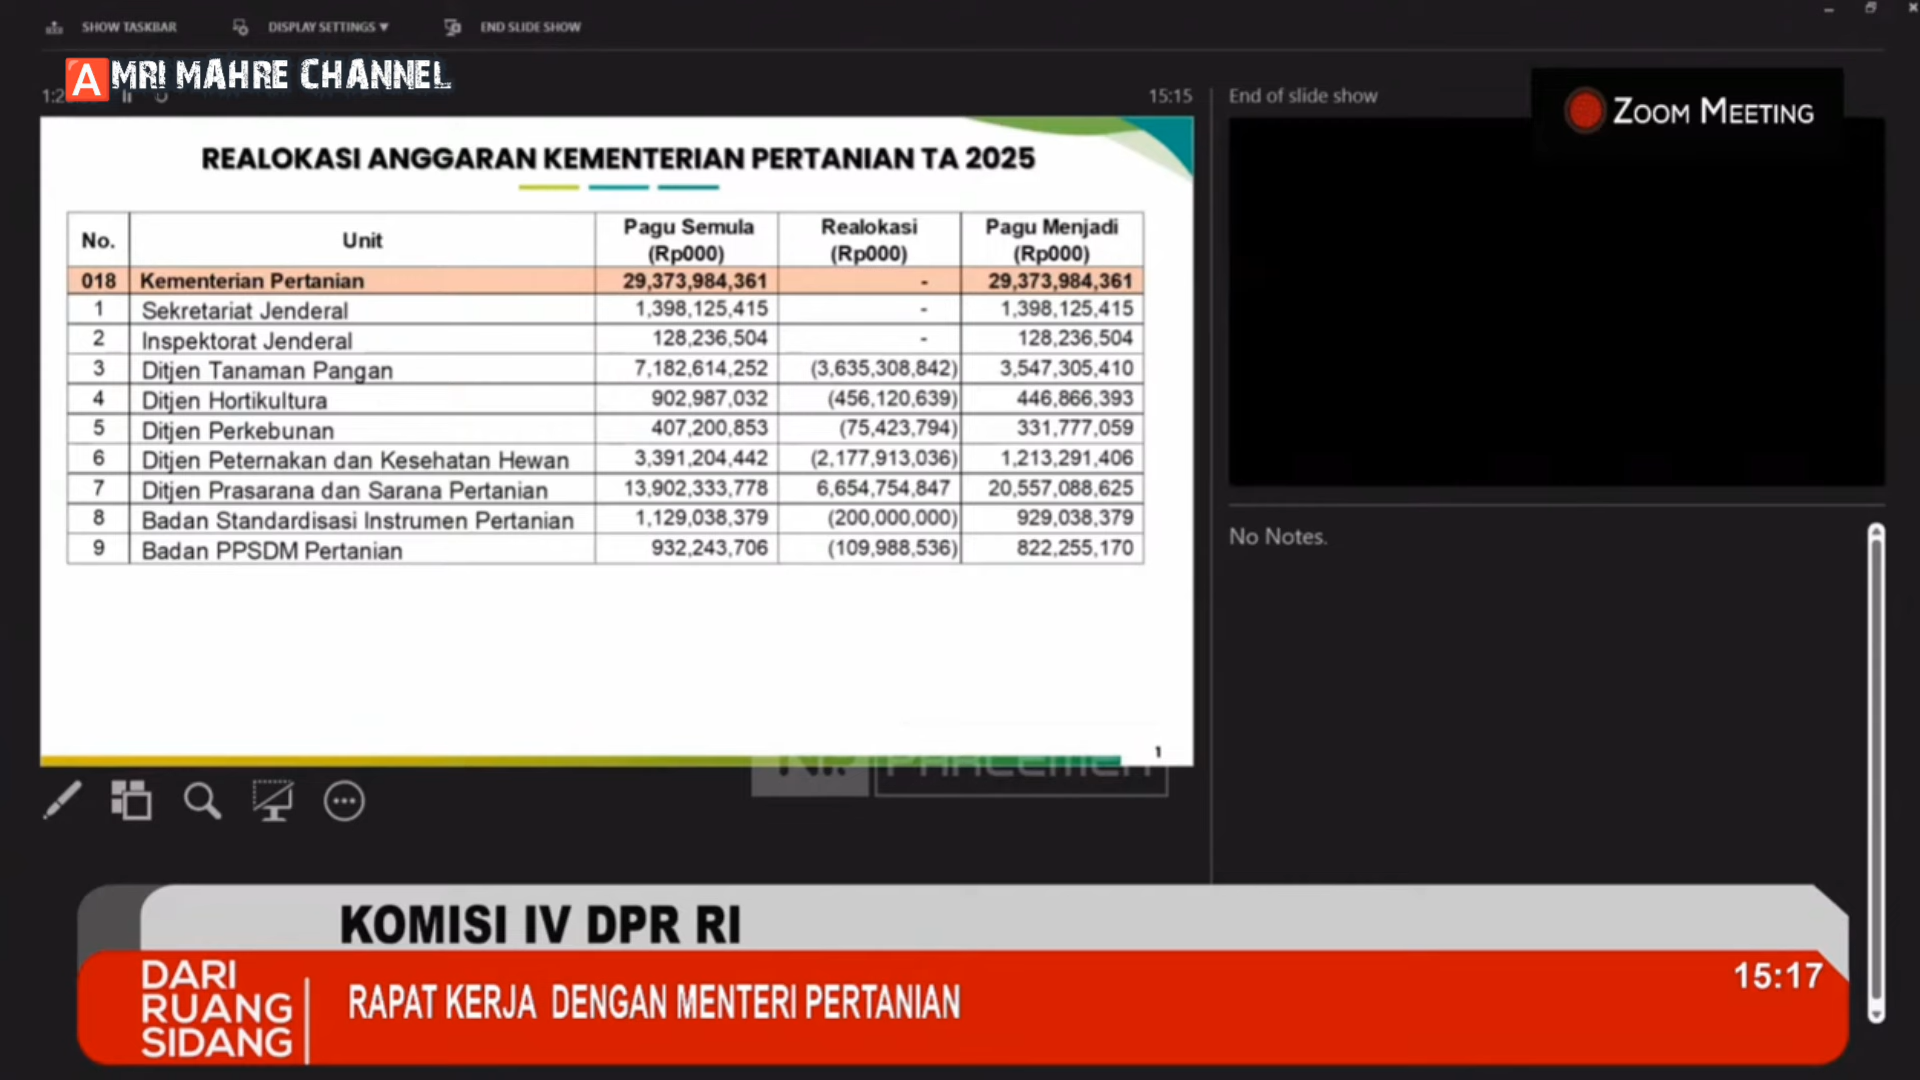 SHOW TASKBAR DISPLAY SETTINGS ▼ END SLIDE SHOW
AMRI MAHRE CHANNEL
15:15
End of slide show
ZOOM MEETING
REALOKASI ANGGARAN KEMENTERIAN PERTANIAN TA 2025
No. Unit Pagu Semula (Rp000) Realokasi (Rp000) Pagu Menjadi (Rp000)
018 Kementerian Pertanian 29,373,984,361 - 29,373,984,361
1 Sekretariat Jenderal 1,398,125,415 - 1,398,125,415
2 Inspektorat Jenderal 128,236,504 - 128,236,504
3 Ditjen Tanaman Pangan 7,182,614,252 (3,635,308,842) 3,547,305,410
4 Ditjen Hortikultura 902,987,032 (456,120,639) 446,866,393
5 Ditjen Perkebunan 407,200,853 (75,423,794) 331,777,059
6 Ditjen Peternakan dan Kesehatan Hewan 3,391,204,442 (2,177,913,036) 1,213,291,406
7 Ditjen Prasarana dan Sarana Pertanian 13,902,333,778 6,654,754,847 20,557,088,625
8 Badan Standardisasi Instrumen Pertanian 1,129,038,379 (200,000,000) 929,038,379
9 Badan PPSDM Pertanian 932,243,706 (109,988,536) 822,255,170
1
No Notes.
KOMISI IV DPR RI
DARI
RUANG
SIDANG
RAPAT KERJA DENGAN MENTERI PERTANIAN
15:17